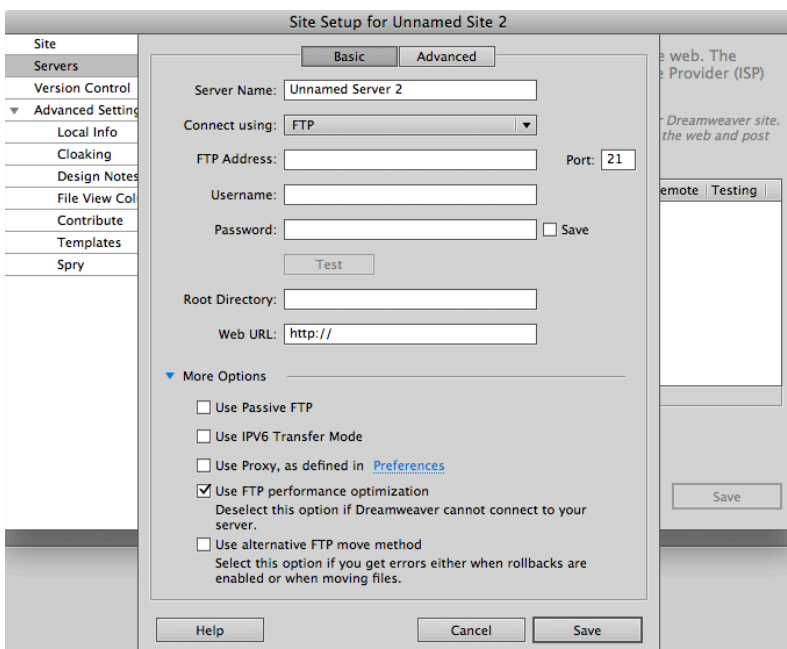 Site Setup for Unnamed Site 2
Site
Servers
Version Control
Advanced Setting
Local Info
Cloaking
Design Notes
File View Col
Contribute
Templates
Spry
Basic
Advanced
Server Name: Unnamed Server 2
Connect using: FTP
FTP Address:
Port: 21
Username:
Password:
Save
Test
Root Directory:
Web URL: http://
More Options
Use Passive FTP
Use IPV6 Transfer Mode
Use Proxy, as defined in Preferences
Use FTP performance optimization
Deselect this option if Dreamweaver cannot connect to your
server.
Use alternative FTP move method
Select this option if you get errors either when rollbacks are
enabled or when moving files.
Help
Cancel
Save
e web. The
e Provider (ISP)
r Dreamweaver site.
the web and post
emote Testing
Save